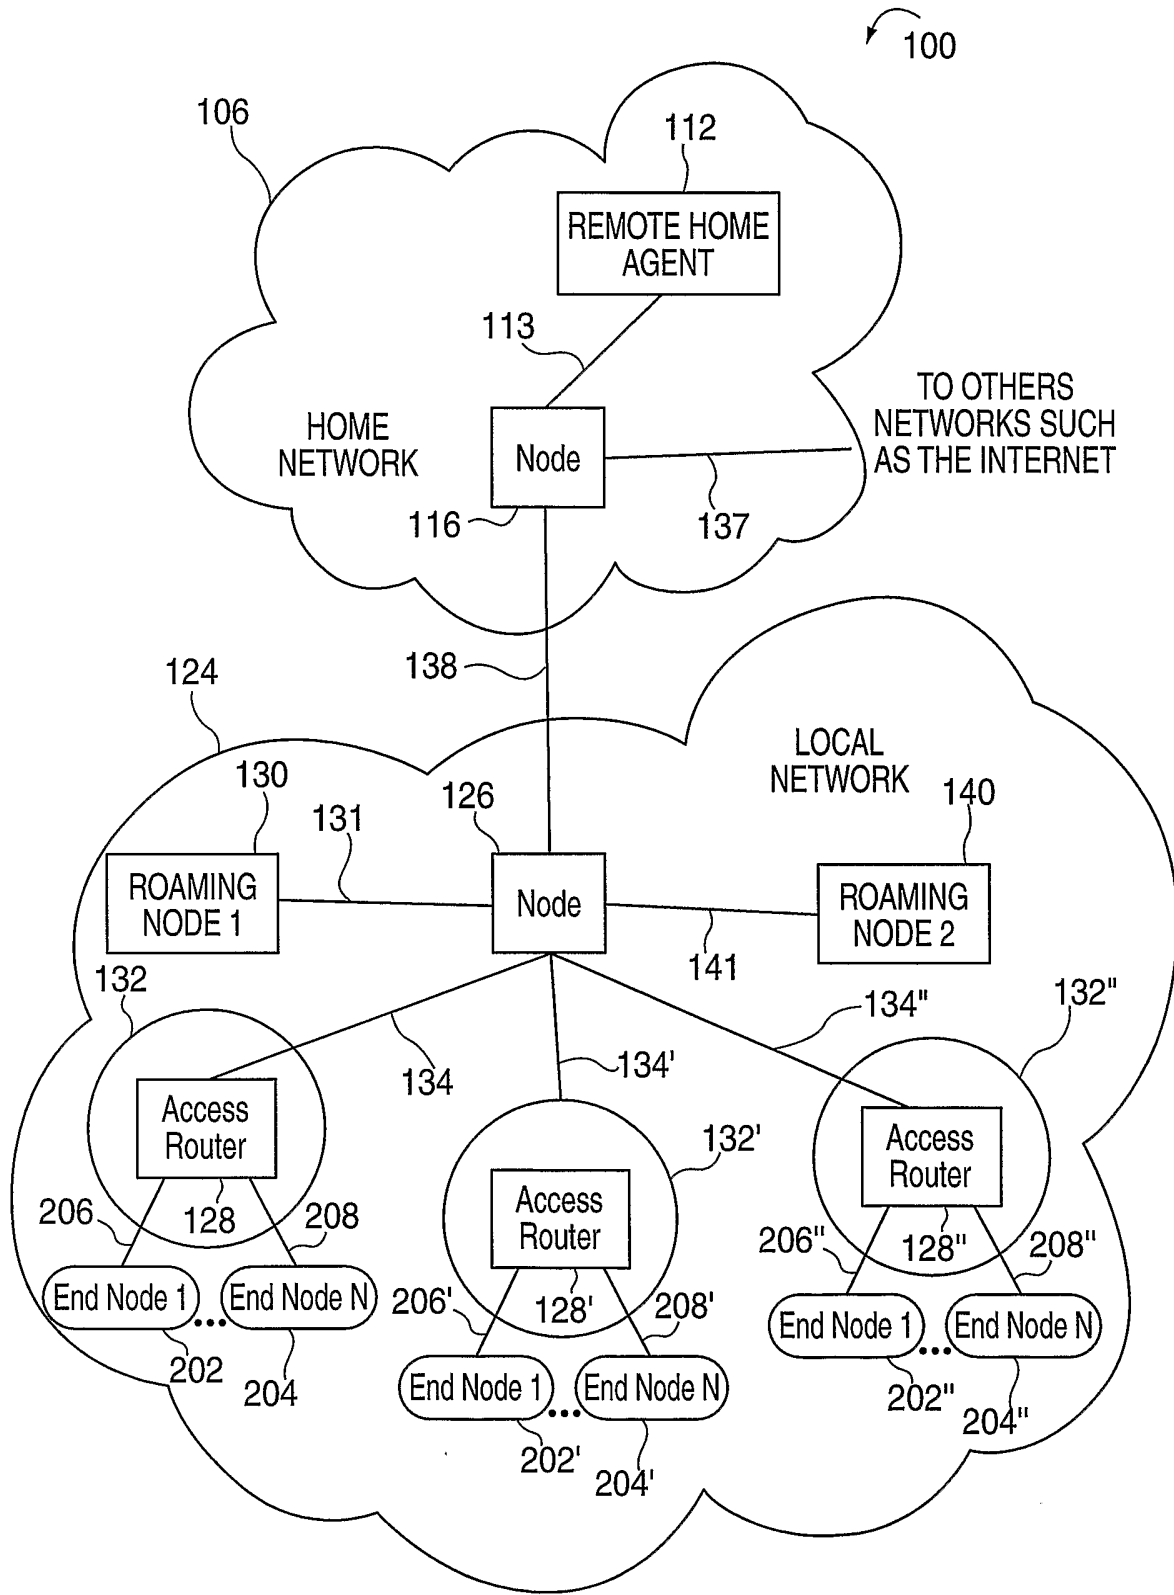 100
106
112
REMOTE HOME
AGENT
113
TO OTHERS
NETWORKS SUCH
AS THE INTERNET
HOME
NETWORK
Node
116
137
138
124
LOCAL
NETWORK
130
131
126
140
ROAMING
NODE 1
Node
ROAMING
NODE 2
141
132
134
134'
134"
132"
Access
Router
132'
Access
Router
Access
Router
206
128
208
206'
128'
208'
206"
128"
208"
End Node 1
•••
End Node N
End Node 1
•••
End Node N
End Node 1
•••
End Node N
202
204
202'
204'
202"
204"